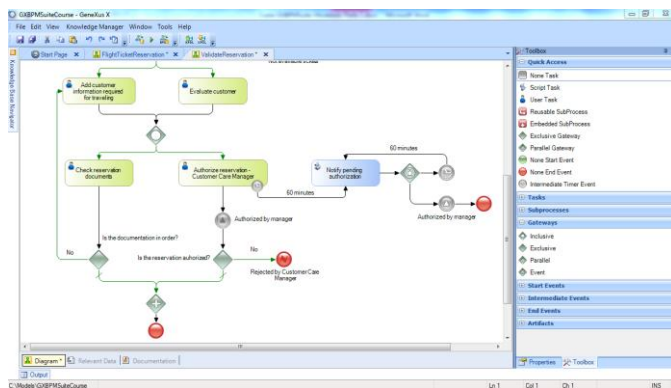 GXBPMSuiteCourse - GeneXus X
File Edit View Knowledge Manager Window Tools Help
Start Page
FlightTicketReservation *
ValidateReservation *
Knowledge Base Navigator
Add customer
information required
for traveling
Evaluate customer
Check reservation
documents
Authorize reservation -
Customer Care Manager
60 minutes
Notify pending
authorization
60 minutes
Authorized by manager
Authorized by manager
Is the documentation in order?
No
Is the reservation authorized?
No
Rejected by Customer Care
Manager
Toolbox
Quick Access
None Task
Script Task
User Task
Reusable SubProcess
Embedded SubProcess
Exclusive Gateway
Parallel Gateway
None Start Event
None End Event
Intermediate Timer Event
Tasks
Subprocesses
Gateways
Inclusive
Exclusive
Parallel
Event
Start Events
Intermediate Events
End Events
Artifacts
Diagram *
Relevant Data
Documentation
Properties
Toolbox
Output
C:\Models\GXBPMSuiteCourse
Ln 1 Col 1 Ch 1 INS